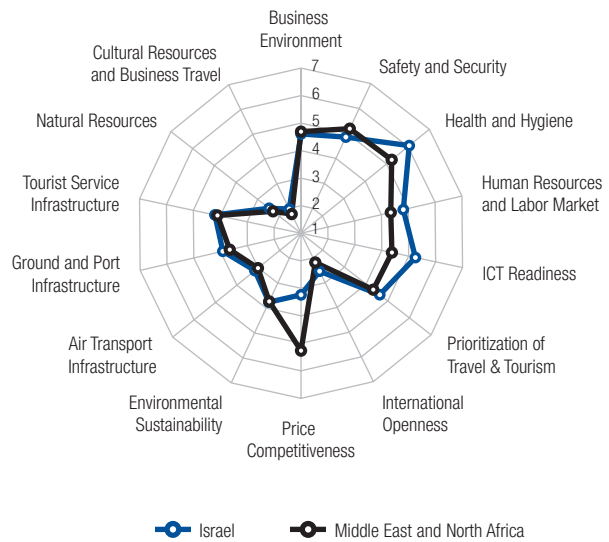 Business
Environment
Safety and Security
Health and Hygiene
Human Resources
and Labor Market
ICT Readiness
Prioritization of
Travel & Tourism
International
Openness
Price
Competitiveness
Environmental
Sustainability
Air Transport
Infrastructure
Ground and Port
Infrastructure
Tourist Service
Infrastructure
Natural Resources
Cultural Resources
and Business Travel
7
6
5
4
3
2
1
Israel
Middle East and North Africa